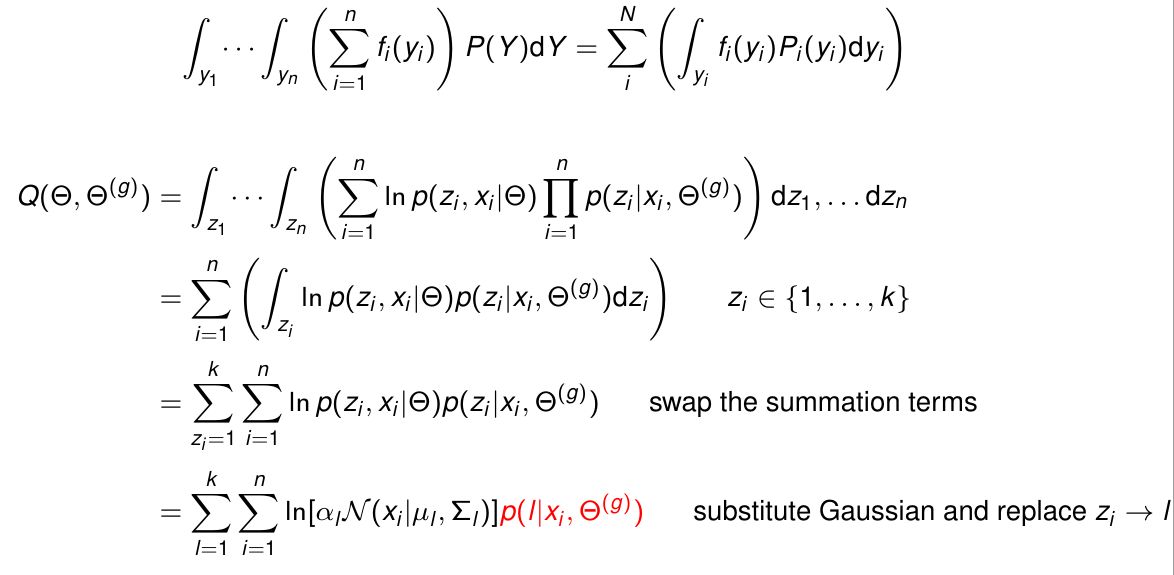 ∫_{y_1} ⋯ ∫_{y_n} ( ∑_{i=1}^{n} f_i(y_i) ) P(Y)dY = ∑_{i}^{N} ( ∫_{y_i} f_i(y_i)P_i(y_i)dy_i )
Q(Θ, Θ^{(g)}) = ∫_{z_1} ⋯ ∫_{z_n} ( ∑_{i=1}^{n} ln p(z_i, x_i|Θ) ∏_{i=1}^{n} p(z_i|x_i, Θ^{(g)}) ) dz_1, … dz_n
= ∑_{i=1}^{n} ( ∫_{z_i} ln p(z_i, x_i|Θ)p(z_i|x_i, Θ^{(g)})dz_i ) z_i ∈ {1, …, k}
= ∑_{z_i=1}^{k} ∑_{i=1}^{n} ln p(z_i, x_i|Θ)p(z_i|x_i, Θ^{(g)}) swap the summation terms
= ∑_{l=1}^{k} ∑_{i=1}^{n} ln[α_l 𝒩(x_i|μ_l, Σ_l)]p(l|x_i, Θ^{(g)}) substitute Gaussian and replace z_i → l